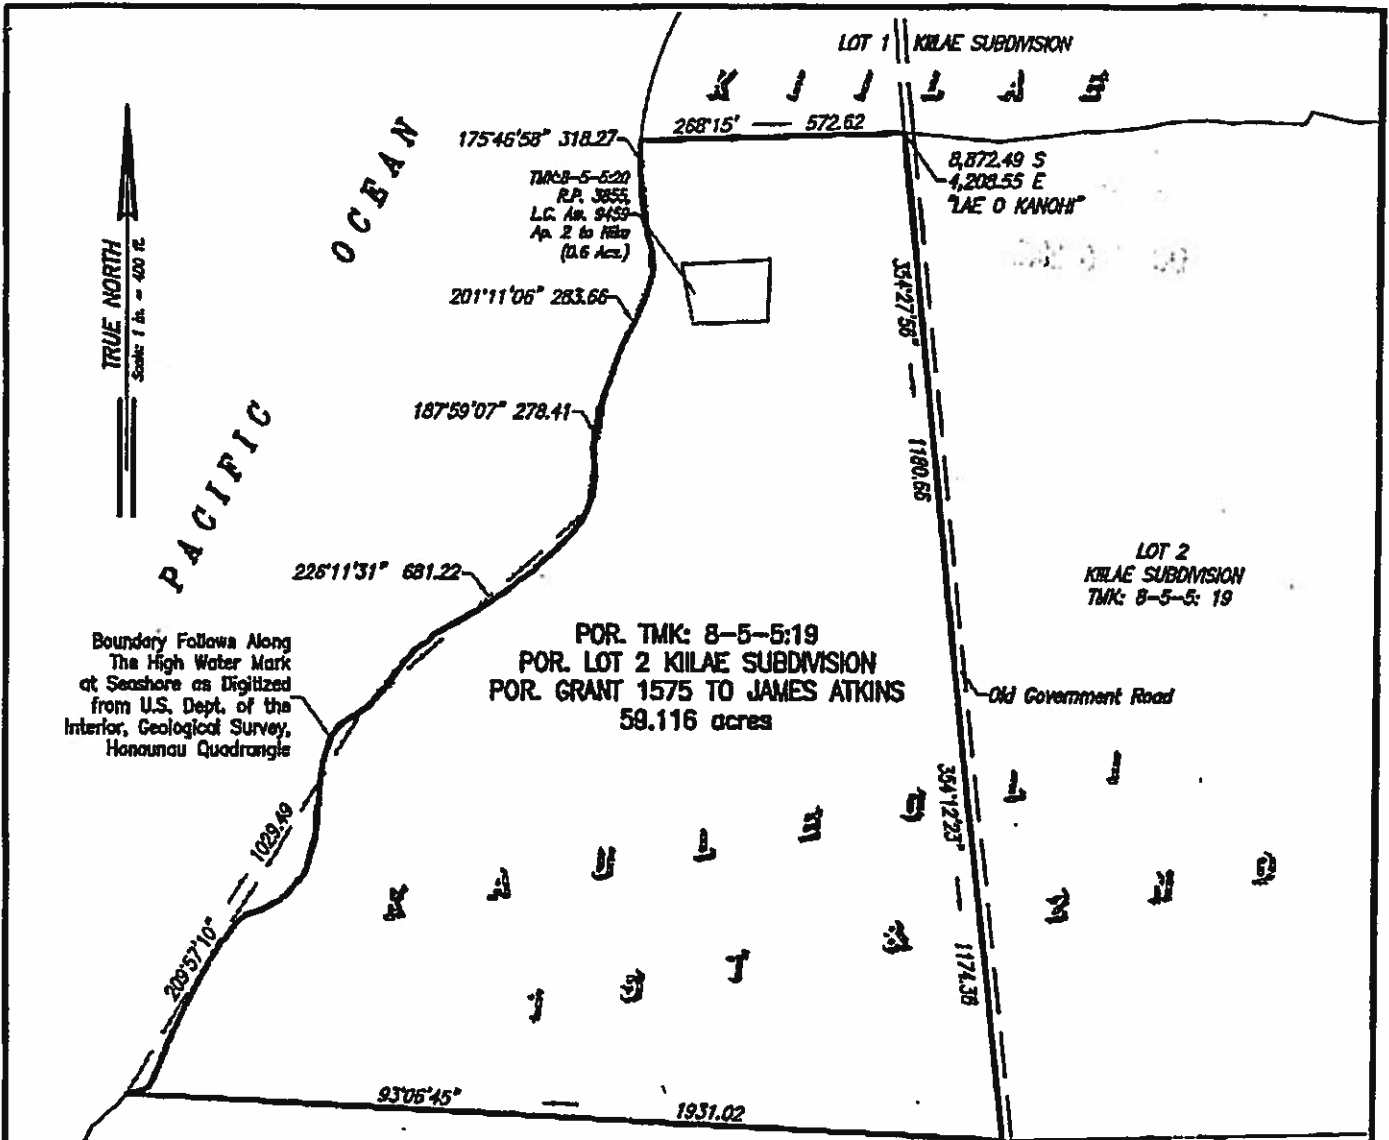 LOT 1 KIILAE SUBDIVISION
K I I L A E
268°15' — 572.62
175°46'58" 318.27
8,872.49 S
4,208.55 E
"LAE O KANOHI"
TMK:8-5-5:20
R.P. 3855,
L.C. Aw. 9459
Ap. 2 to
(0.6 Acs.)
PACIFIC OCEAN
TRUE NORTH
Scale: 1 in. = 400 ft.
201°11'06" 283.66
354°27'58" — 1180.66
187°59'07" 278.41
226°11'31" 681.22
LOT 2
KIILAE SUBDIVISION
TMK: 8-5-5: 19
Boundary Follows Along
The High Water Mark
at Seashore as Digitized
from U.S. Dept. of the
Interior, Geological Survey,
Honaunau Quadrangle
POR. TMK: 8-5-5:19
POR. LOT 2 KIILAE SUBDIVISION
POR. GRANT 1575 TO JAMES ATKINS
59.116 acres
Old Government Road
354°12'23" — 1174.38
209°57'10" 1029.49
93°06'45" — 1931.02